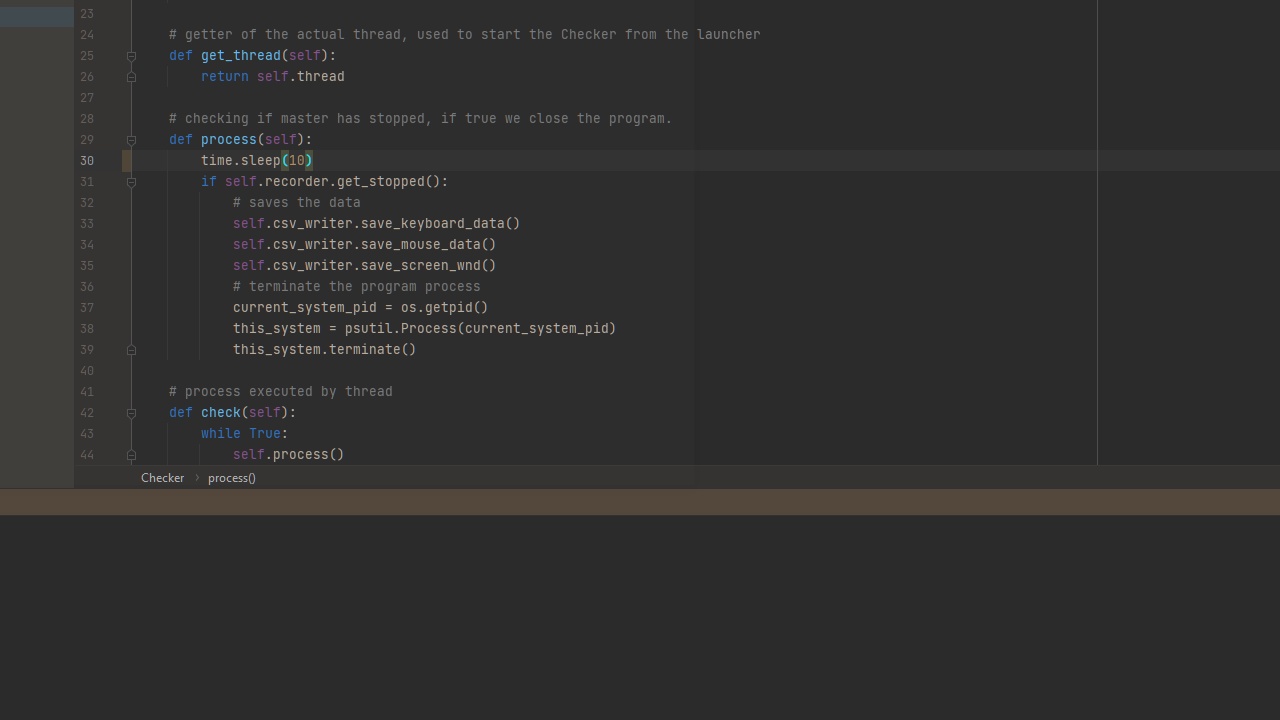 23
24 # getter of the actual thread, used to start the Checker from the launcher
25 def get_thread(self):
26 return self.thread
27
28 # checking if master has stopped, if true we close the program.
29 def process(self):
30 time.sleep(10)
31 if self.recorder.get_stopped():
32 # saves the data
33 self.csv_writer.save_keyboard_data()
34 self.csv_writer.save_mouse_data()
35 self.csv_writer.save_screen_wnd()
36 # terminate the program process
37 current_system_pid = os.getpid()
38 this_system = psutil.Process(current_system_pid)
39 this_system.terminate()
40
41 # process executed by thread
42 def check(self):
43 while True:
44 self.process()
Checker › process()